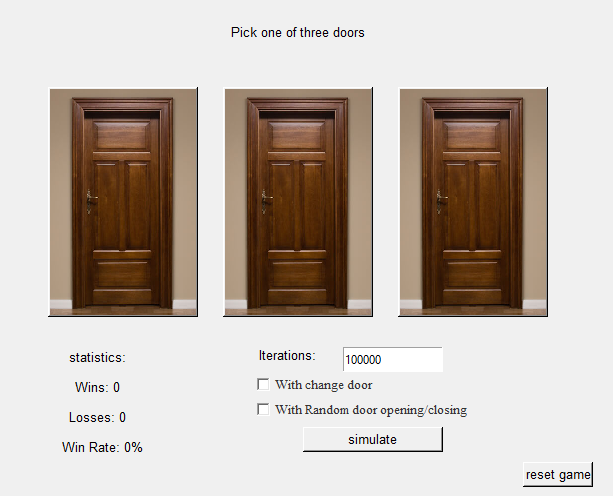 Pick one of three doors
statistics:
Wins: 0
Losses: 0
Win Rate: 0%
Iterations: 100000
With change door
With Random door opening/closing
simulate
reset game